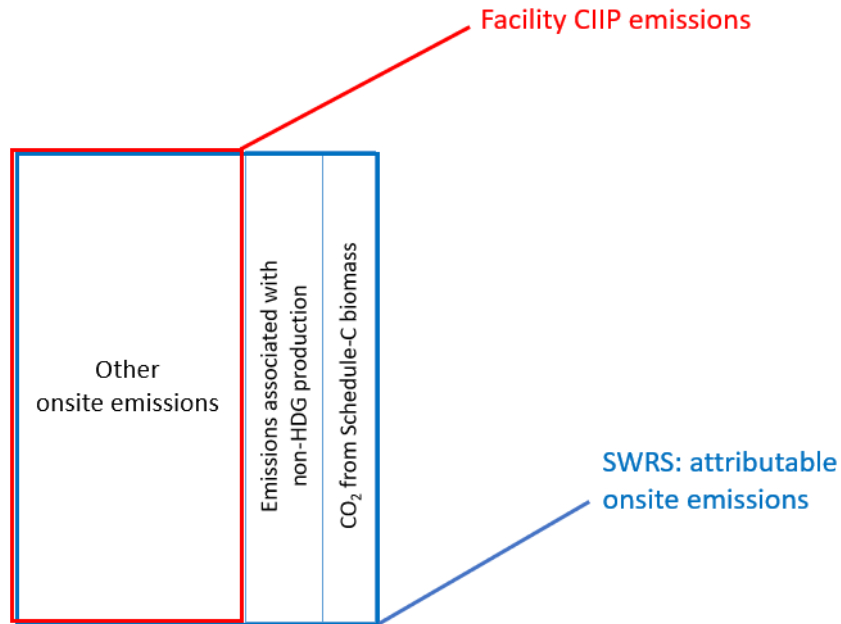 Facility CIIP emissions
Other
onsite emissions
Emissions associated with
non-HDG production
CO₂ from Schedule-C biomass
SWRS: attributable
onsite emissions